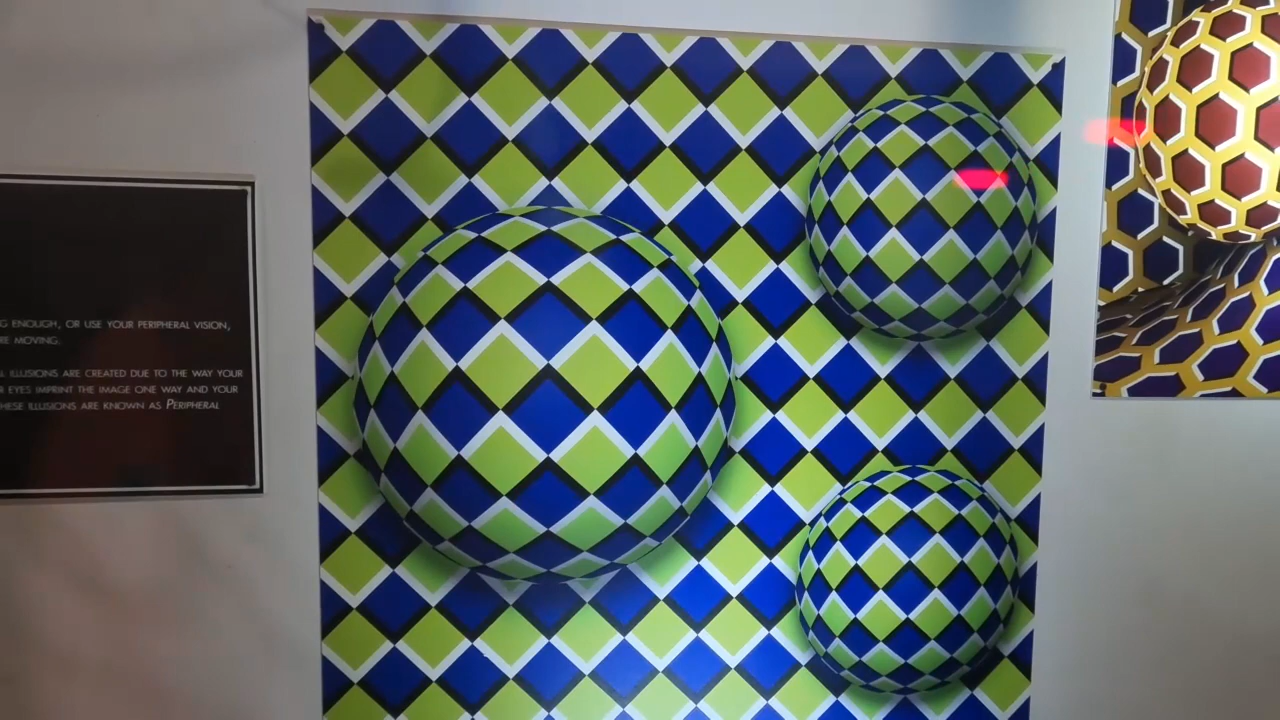 G ENOUGH, OR USE YOUR PERIPHERAL VISION,
RE MOVING.
ILLUSIONS ARE CREATED DUE TO THE WAY YOUR
EYES IMPRINT THE IMAGE ONE WAY AND YOUR
HESE ILLUSIONS ARE KNOWN AS PERIPHERAL